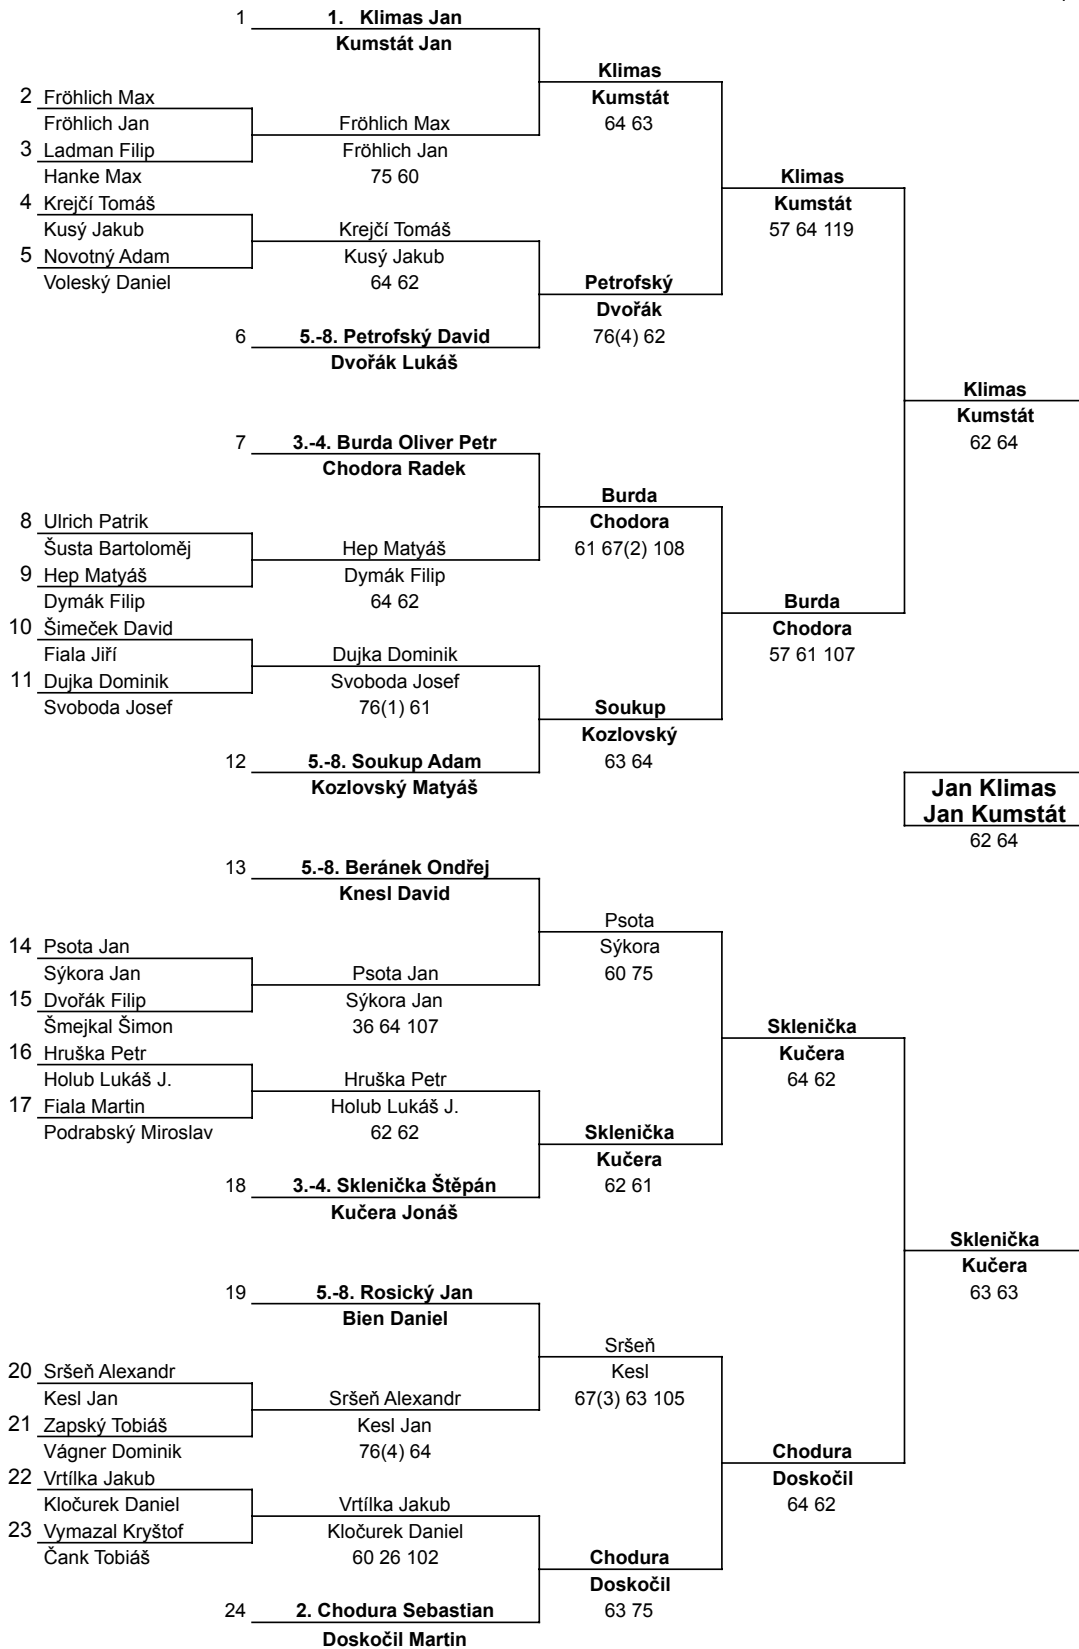 1 1. Klimas Jan
Kumstát Jan
Klimas
2 Fröhlich Max
Kumstát
Fröhlich Jan Fröhlich Max 64 63
3 Ladman Filip Fröhlich Jan
Hanke Max 75 60 Klimas
4 Krejčí Tomáš Kumstát
Kusý Jakub Krejčí Tomáš 57 64 119
5 Novotný Adam Kusý Jakub
Voleský Daniel 64 62 Petrofský
Dvořák
6 5.-8. Petrofský David 76(4) 62
Dvořák Lukáš
Klimas
Kumstát
7 3.-4. Burda Oliver Petr 62 64
Chodora Radek
Burda
8 Ulrich Patrik Chodora
Šusta Bartoloměj Hep Matyáš 61 67(2) 108
9 Hep Matyáš Dymák Filip
Dymák Filip 64 62 Burda
10 Šimeček David Chodora
Fiala Jiří Dujka Dominik 57 61 107
11 Dujka Dominik Svoboda Josef
Svoboda Josef 76(1) 61 Soukup
Kozlovský
12 5.-8. Soukup Adam 63 64
Kozlovský Matyáš Jan Klimas
Jan Kumstát
62 64
13 5.-8. Beránek Ondřej
Knesl David
Psota
14 Psota Jan Sýkora
Sýkora Jan Psota Jan 60 75
15 Dvořák Filip Sýkora Jan
Šmejkal Šimon 36 64 107 Sklenička
16 Hruška Petr Kučera
Holub Lukáš J. Hruška Petr 64 62
17 Fiala Martin Holub Lukáš J.
Podrabský Miroslav 62 62 Sklenička
Kučera
18 3.-4. Sklenička Štěpán 62 61
Kučera Jonáš
Sklenička
Kučera
19 5.-8. Rosický Jan 63 63
Bien Daniel
Sršeň
20 Sršeň Alexandr Kesl
Kesl Jan Sršeň Alexandr 67(3) 63 105
21 Zapský Tobiáš Kesl Jan
Vágner Dominik 76(4) 64 Chodura
22 Vrtílka Jakub Doskočil
Kločurek Daniel Vrtílka Jakub 64 62
23 Vymazal Kryštof Kločurek Daniel
Čank Tobiáš 60 26 102 Chodura
Doskočil
24 2. Chodura Sebastian 63 75
Doskočil Martin